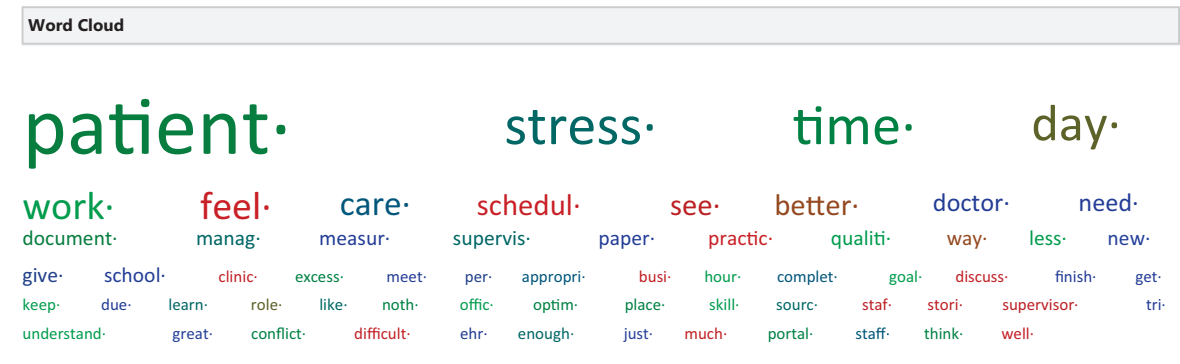 Word Cloud
patient· stress· time· day·
work· feel· care· schedul· see· better· doctor· need·
document· manag· measur· supervis· paper· practic· qualiti· way· less· new·
give· school· clinic· excess· meet· per· appropri· busi· hour· complet· goal· discuss· finish· get·
keep· due· learn· role· like· noth· offic· optim· place· skill· sourc· staf· stori· supervisor· tri·
understand· great· conflict· difficult· ehr· enough· just· much· portal· staff· think· well·